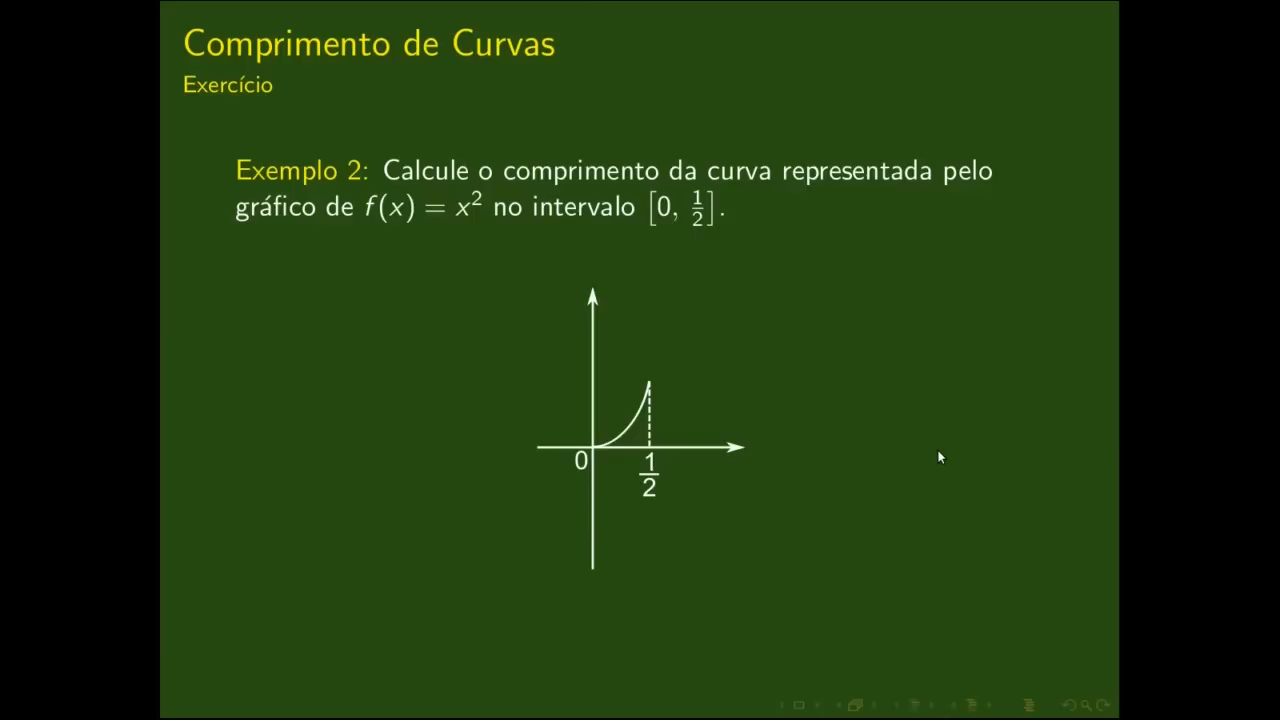 Comprimento de Curvas
Exercício
Exemplo 2: Calcule o comprimento da curva representada pelo
gráfico de f(x) = x² no intervalo [0, 1/2].
0
1
2